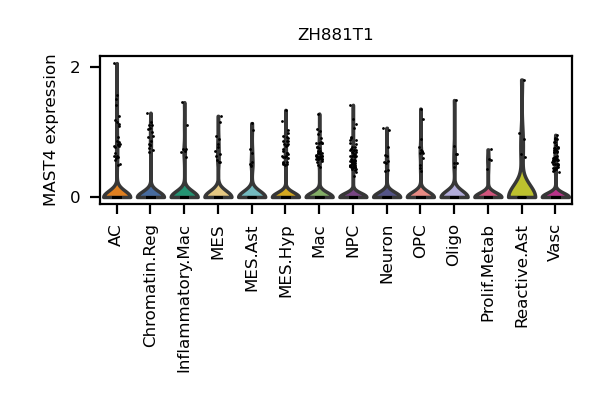 ZH881T1
MAST4 expression
2
0
AC
Chromatin.Reg
Inflammatory.Mac
MES
MES.Ast
MES.Hyp
Mac
NPC
Neuron
OPC
Oligo
Prolif.Metab
Reactive.Ast
Vasc